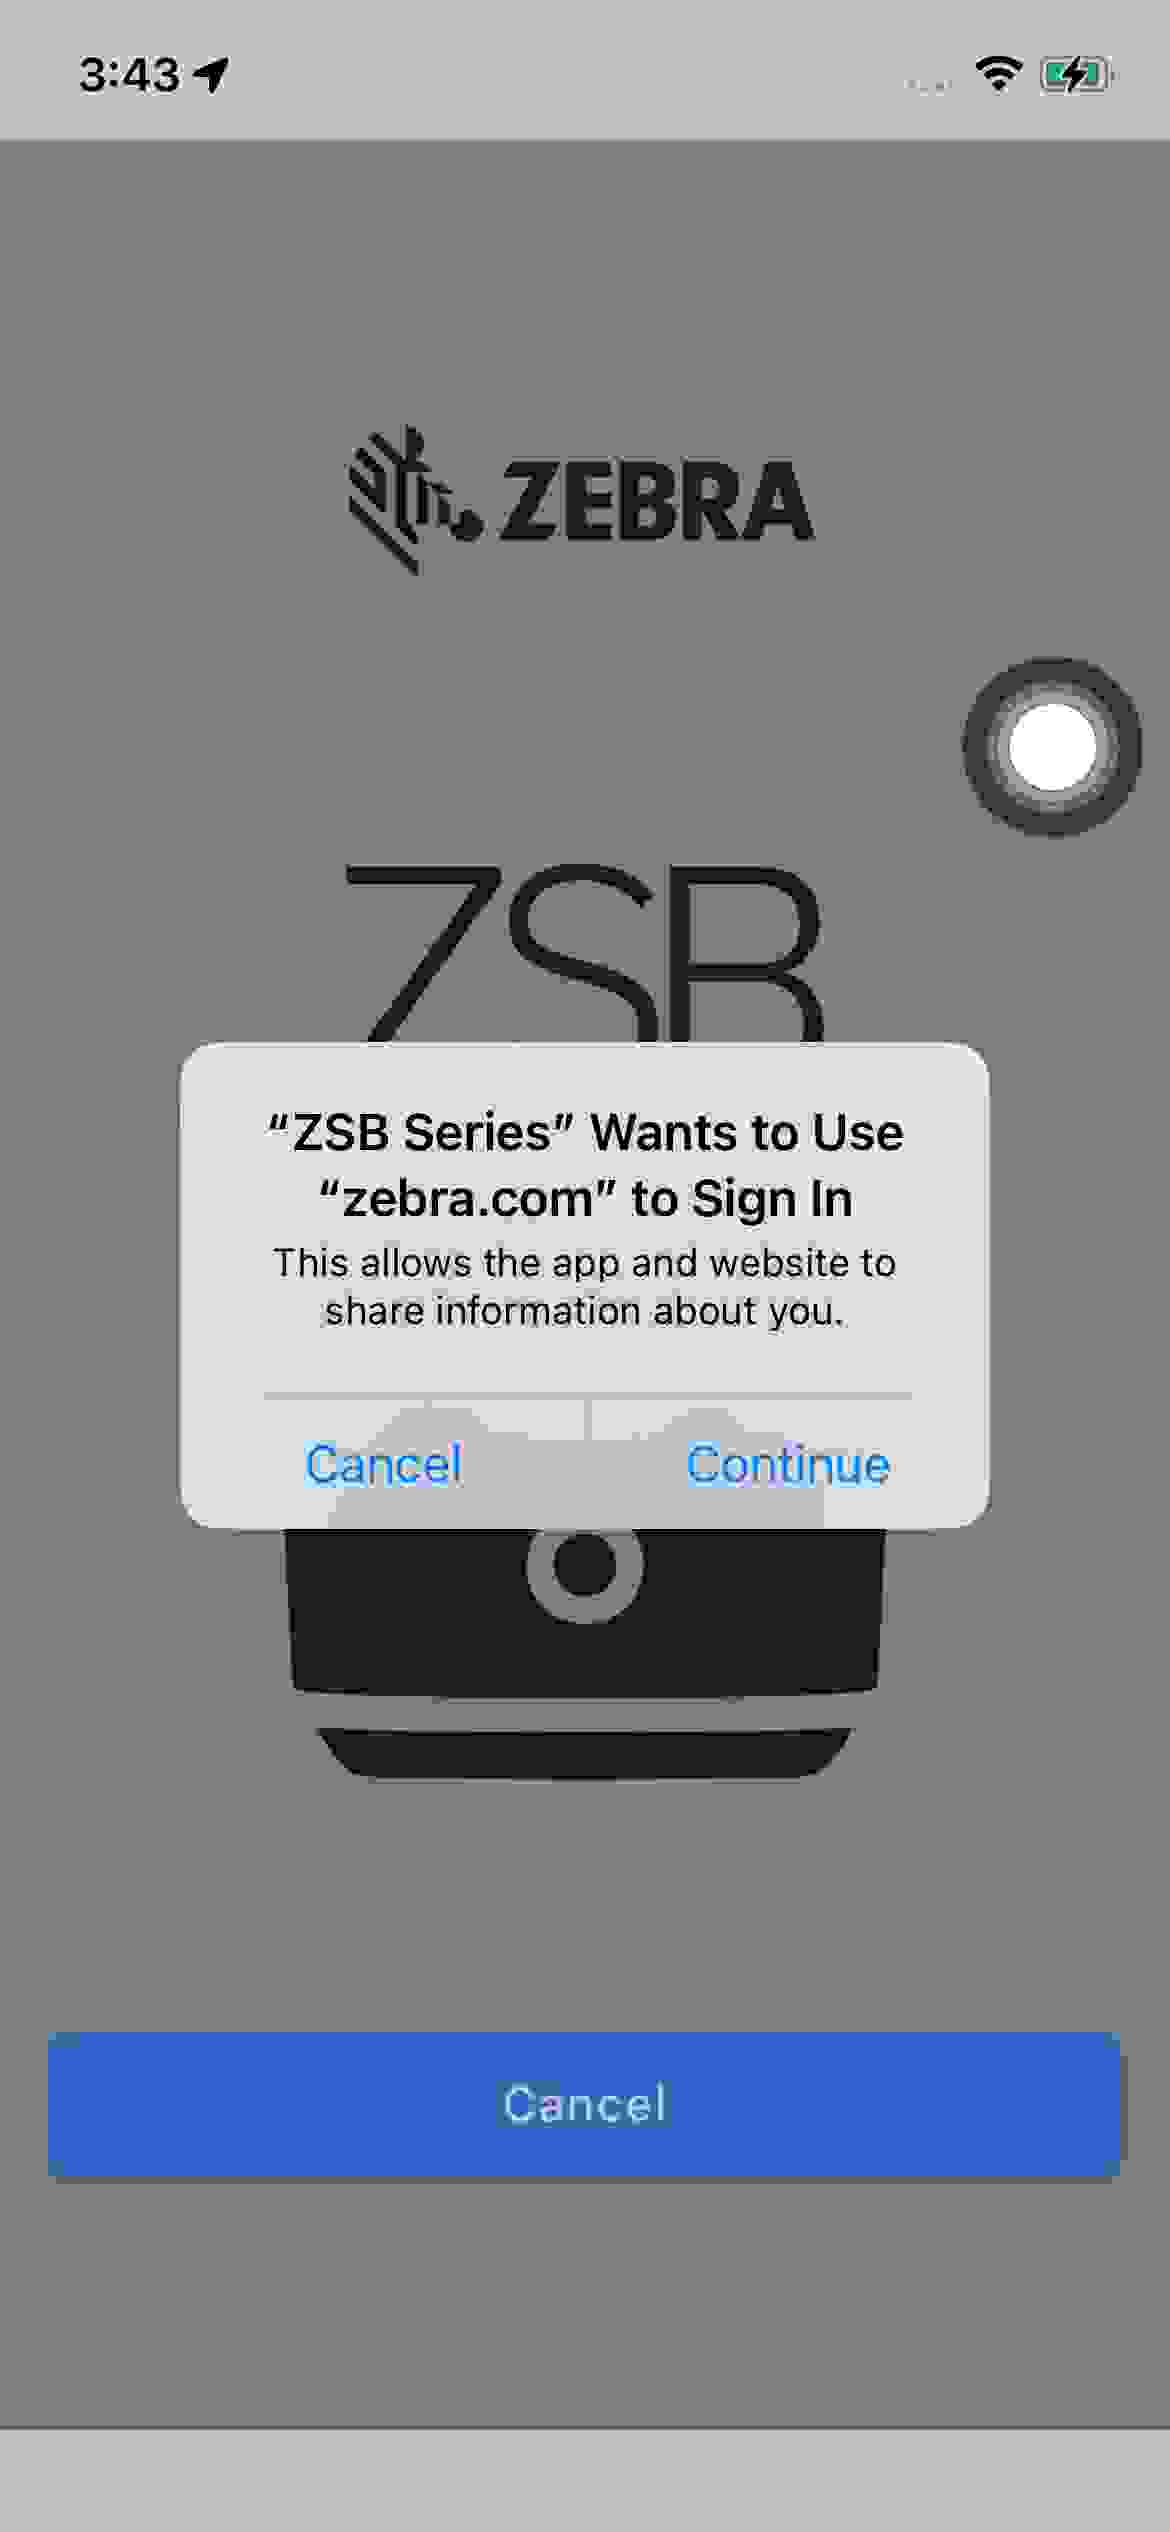 3:43
ZEBRA
ZSB
“ZSB Series” Wants to Use
“zebra.com” to Sign In
This allows the app and website to
share information about you.
Cancel
Continue
Cancel